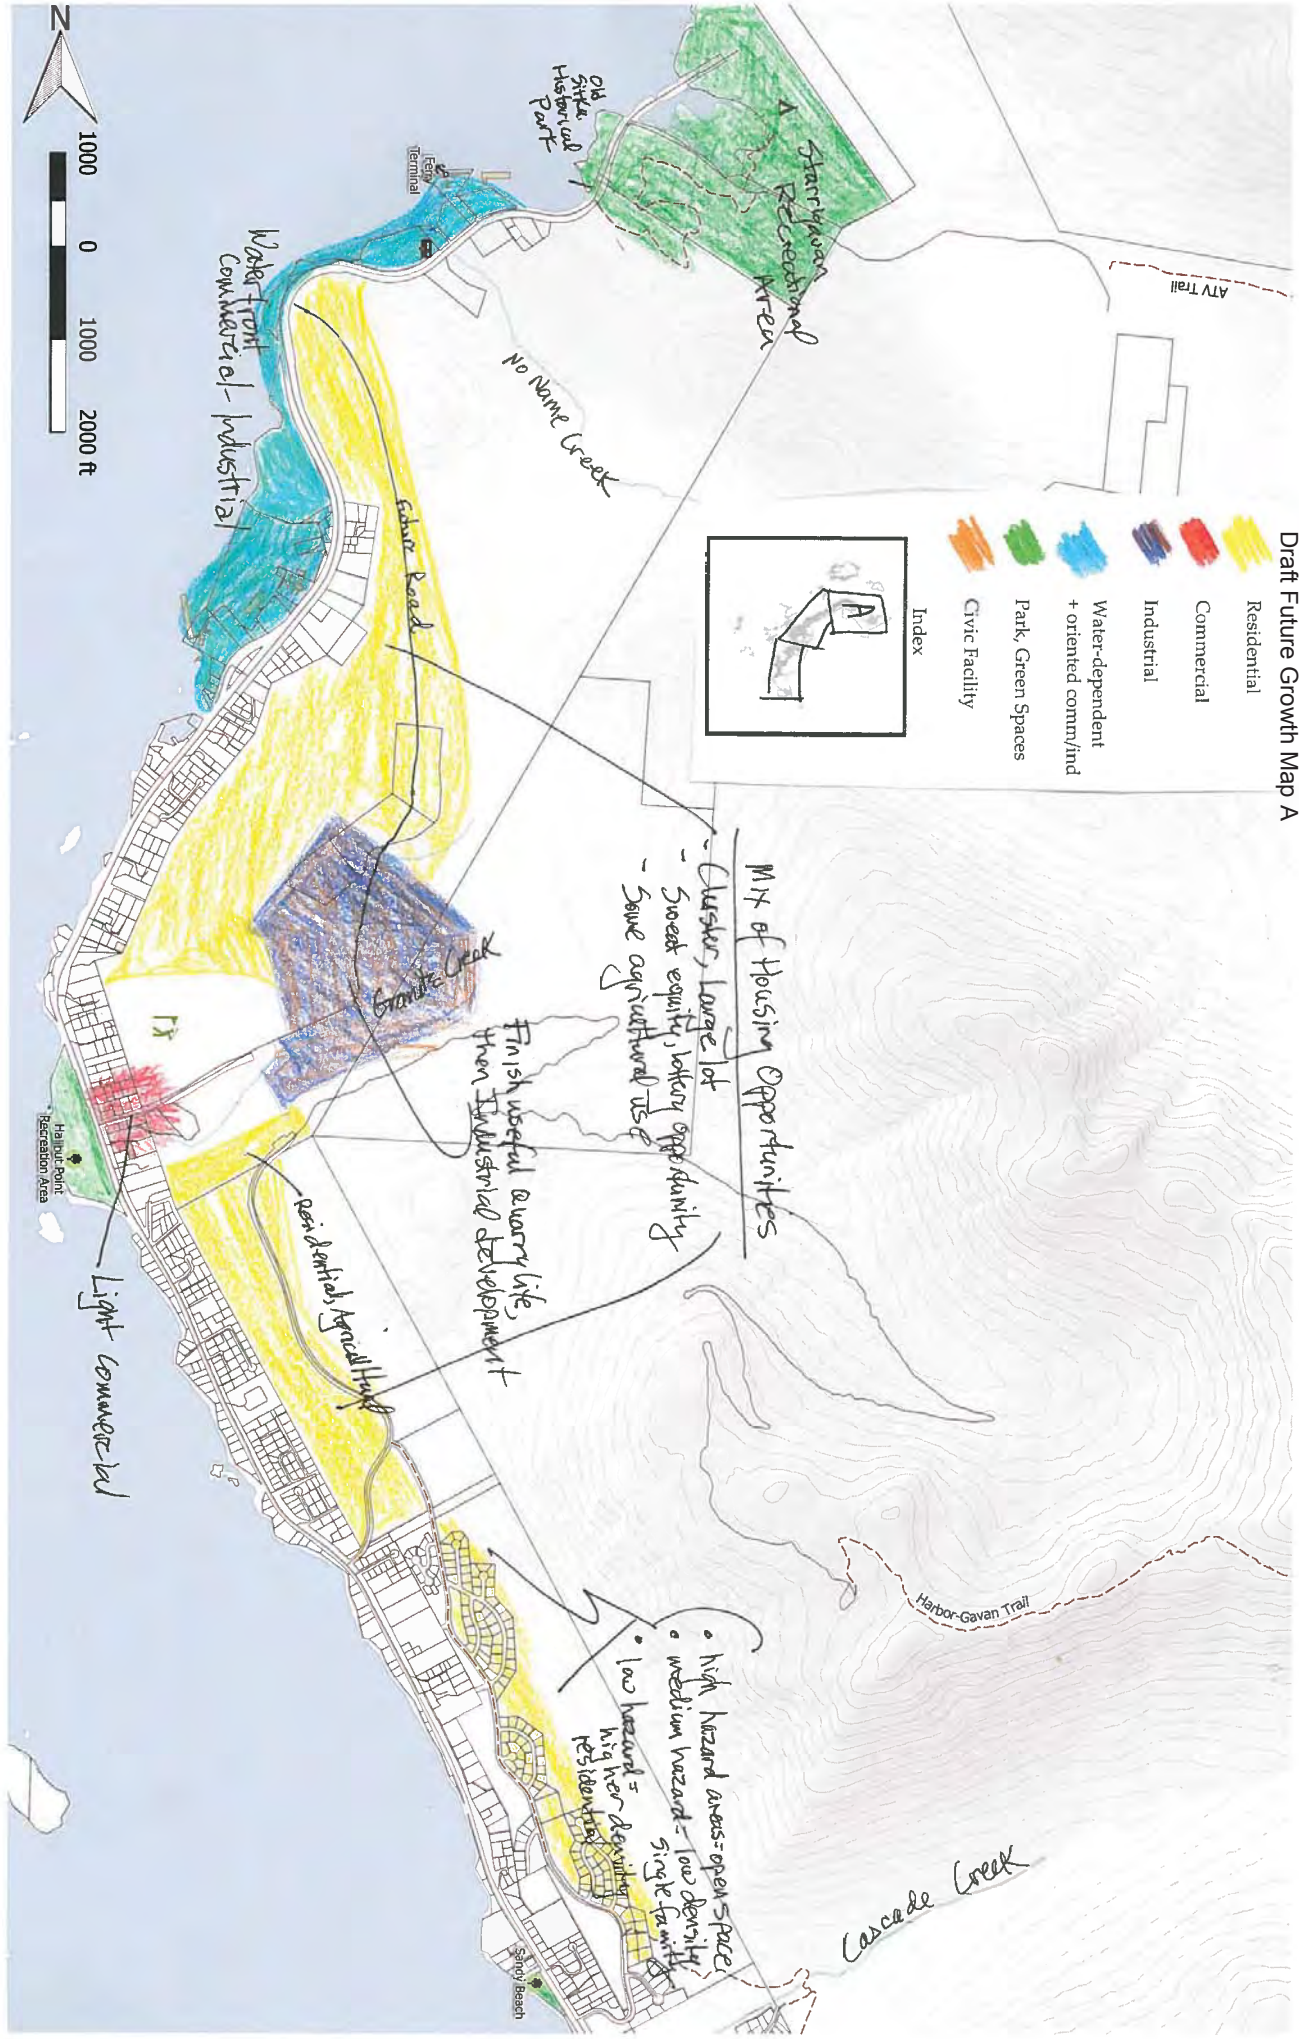 Draft Future Growth Map A
Residential
Commercial
Industrial
Water-dependent
+ oriented comm/ind
Park, Green Spaces
Civic Facility
Index
A
ATV Trail
Starrigavan
Recreational
Area
Old
Sitka
Historical
Park
Ferry
Terminal
No Name Creek
Waterfront
Commercial-Industrial
Future Road
Mix of Housing Opportunities
- Cluster, Large lot
- Sweat equity, lottery opportunity
- Some agricultural use
Granite Creek
Finish useful quarry life,
then Industrial development
Residential, Agricultural
Halibut Point
Recreation Area
Light Commercial
Harbor-Gavan Trail
• high hazard areas = open space
• medium hazard = low density
single family
• low hazard =
higher density
residential
Cascade Creek
Sandy Beach
N
1000 0 1000 2000 ft